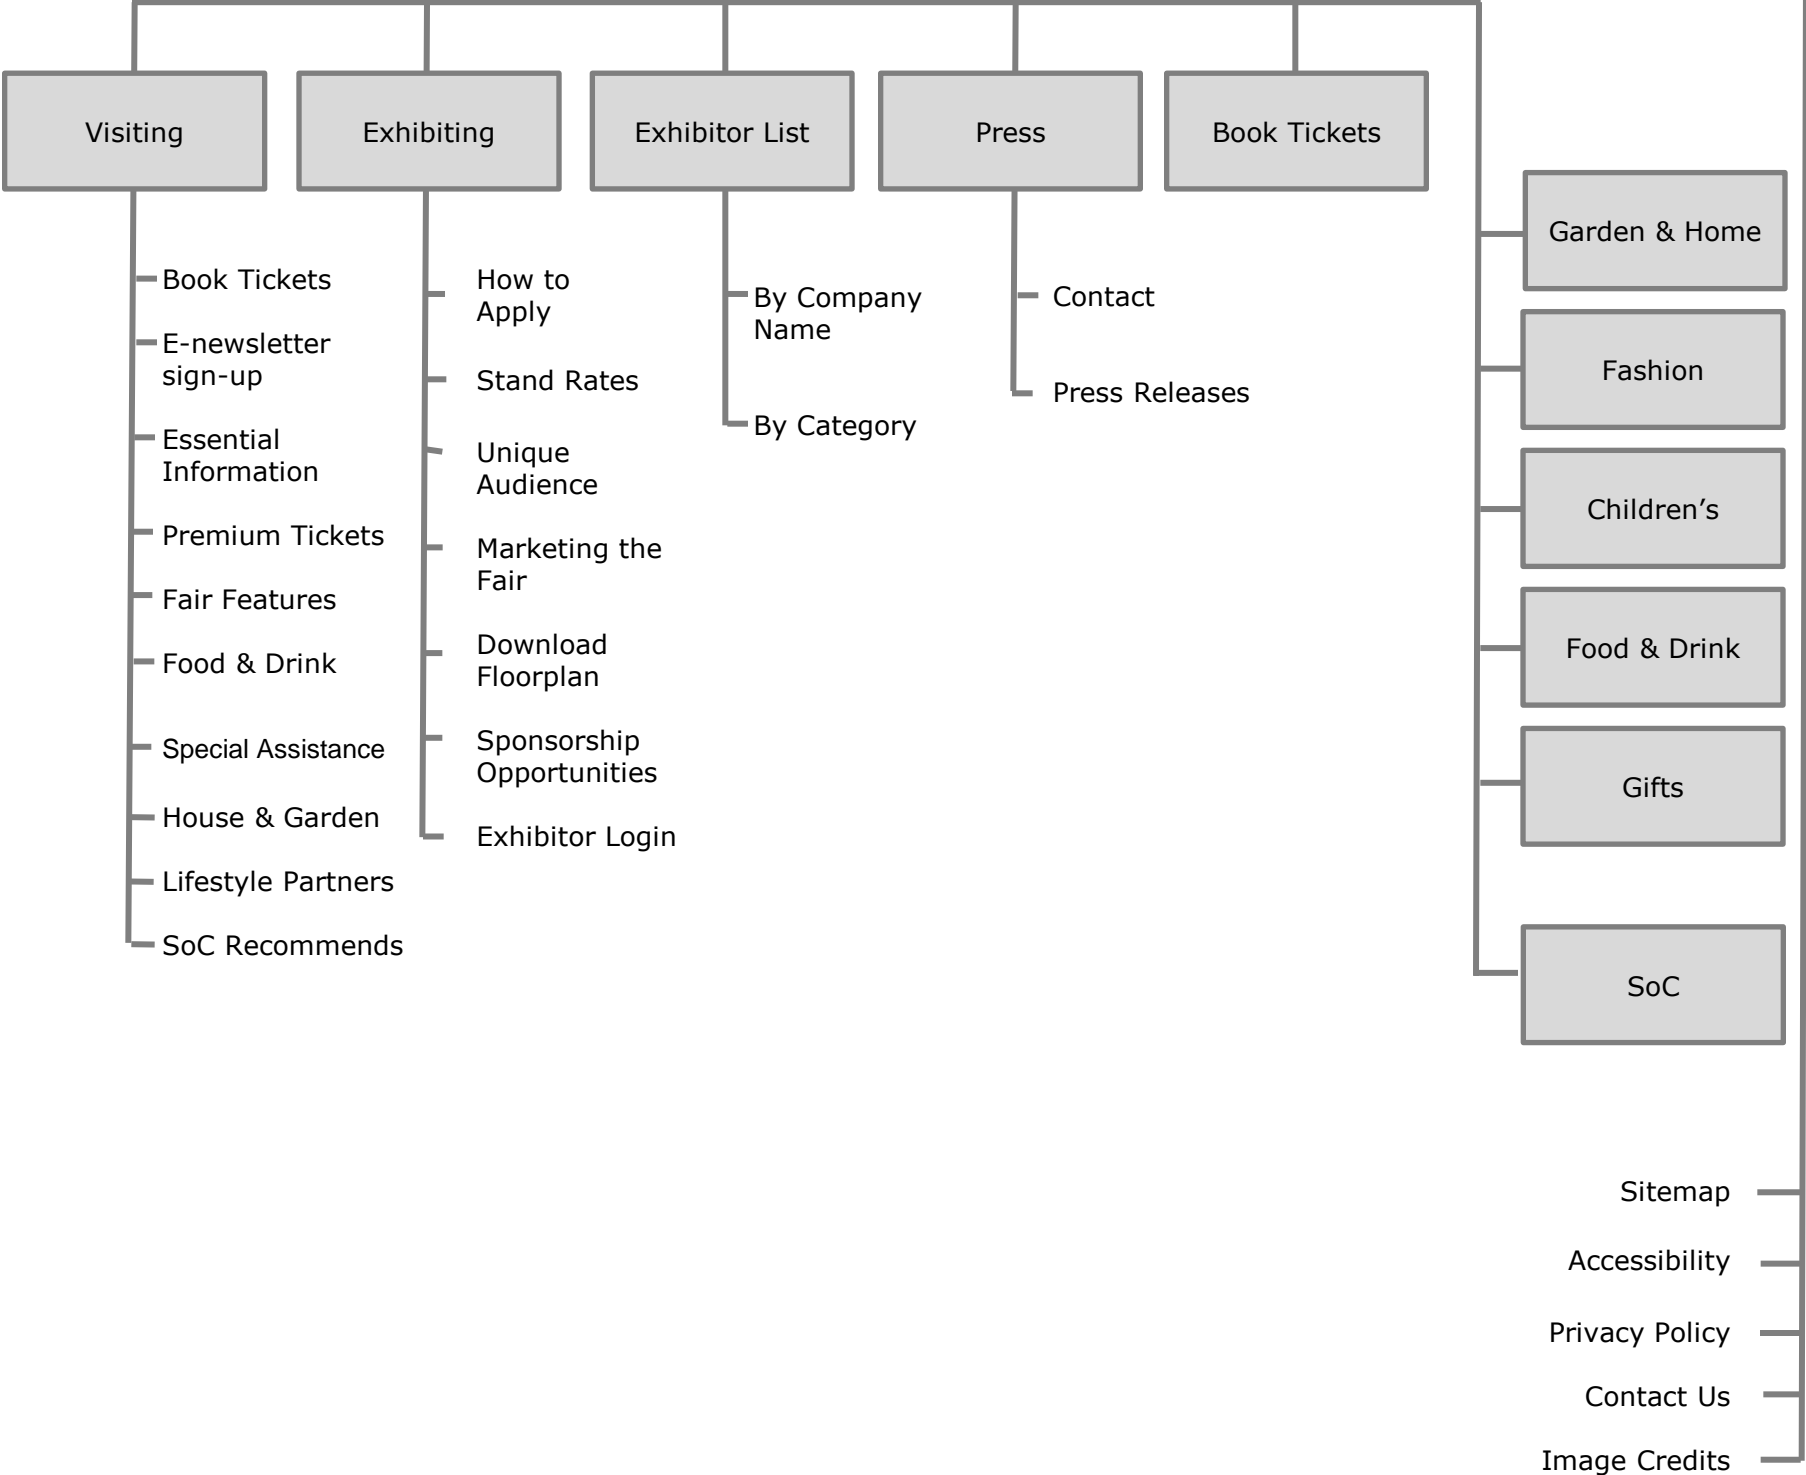 Visiting
Exhibiting
Exhibitor List
Press
Book Tickets
Book Tickets
E-newsletter
sign-up
Essential
Information
Premium Tickets
Fair Features
Food & Drink
Special Assistance
House & Garden
Lifestyle Partners
SoC Recommends
How to
Apply
Stand Rates
Unique
Audience
Marketing the
Fair
Download
Floorplan
Sponsorship
Opportunities
Exhibitor Login
By Company
Name
By Category
Contact
Press Releases
Garden & Home
Fashion
Children’s
Food & Drink
Gifts
SoC
Sitemap
Accessibility
Privacy Policy
Contact Us
Image Credits